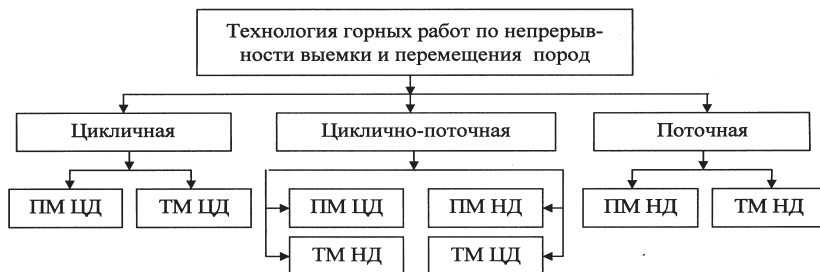 Технология горных работ по непрерыв-
ности выемки и перемещения пород
Цикличная
Циклично-поточная
Поточная
ПМ ЦД
ТМ ЦД
ПМ ЦД
ПМ НД
ПМ НД
ТМ НД
ТМ НД
ТМ ЦД